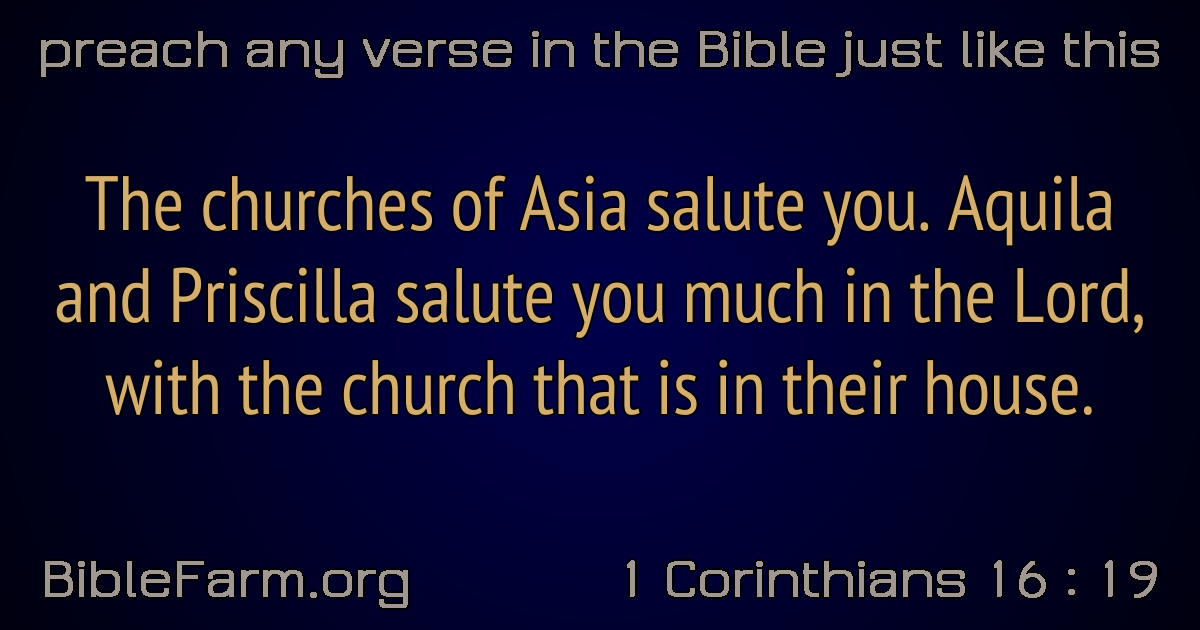 preach any verse in the Bible just like this
The churches of Asia salute you. Aquila
and Priscilla salute you much in the Lord,
with the church that is in their house.
BibleFarm.org
1 Corinthians 16 : 19